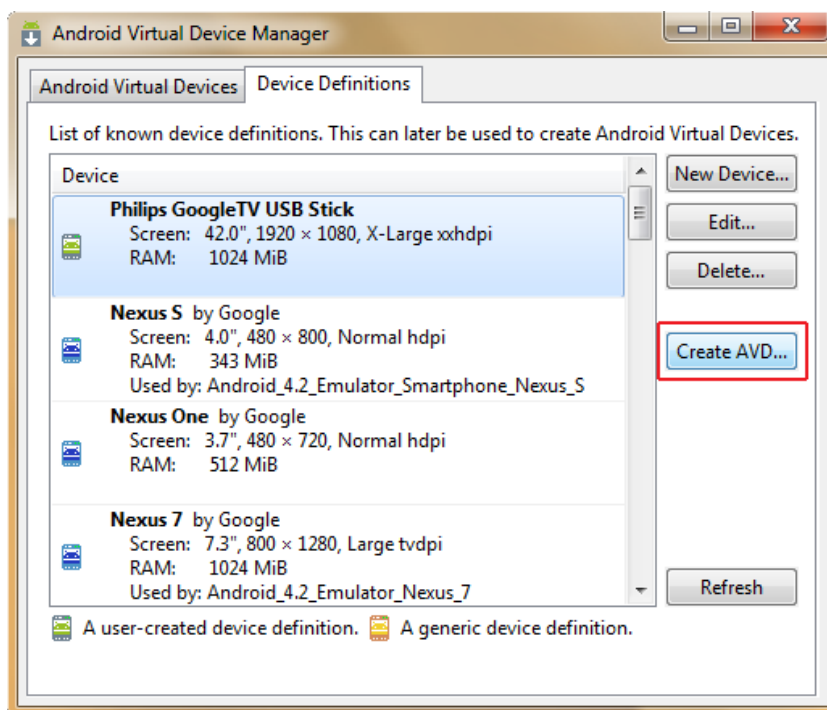 Android Virtual Device Manager
Android Virtual Devices Device Definitions
List of known device definitions. This can later be used to create Android Virtual Devices.
Device
New Device...
Philips GoogleTV USB Stick
Screen: 42.0", 1920 × 1080, X-Large xxhdpi
RAM: 1024 MiB
Edit...
Delete...
Nexus S by Google
Screen: 4.0", 480 × 800, Normal hdpi
RAM: 343 MiB
Used by: Android_4.2_Emulator_Smartphone_Nexus_S
Create AVD...
Nexus One by Google
Screen: 3.7", 480 × 720, Normal hdpi
RAM: 512 MiB
Nexus 7 by Google
Screen: 7.3", 800 × 1280, Large tvdpi
RAM: 1024 MiB
Used by: Android_4.2_Emulator_Nexus_7
Refresh
A user-created device definition. A generic device definition.